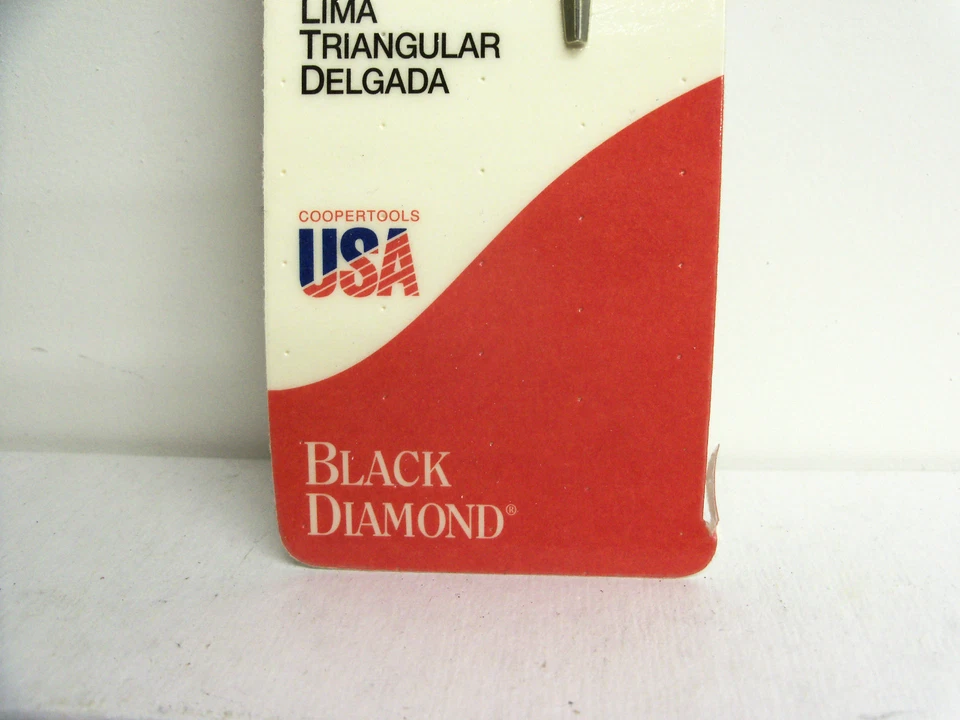 LIMA
TRIANGULAR
DELGADA
COOPERTOOLS
USA
BLACK
DIAMOND®